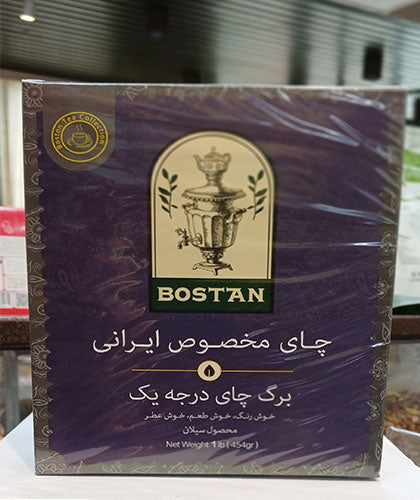 Bostan Tea Collection
BOSTAN
چای مخصوص ایرانی
برگ چای درجه یک
خوش رنگ، خوش طعم، خوش عطر
محصول سیلان
Net Weight 1 lb (454gr)